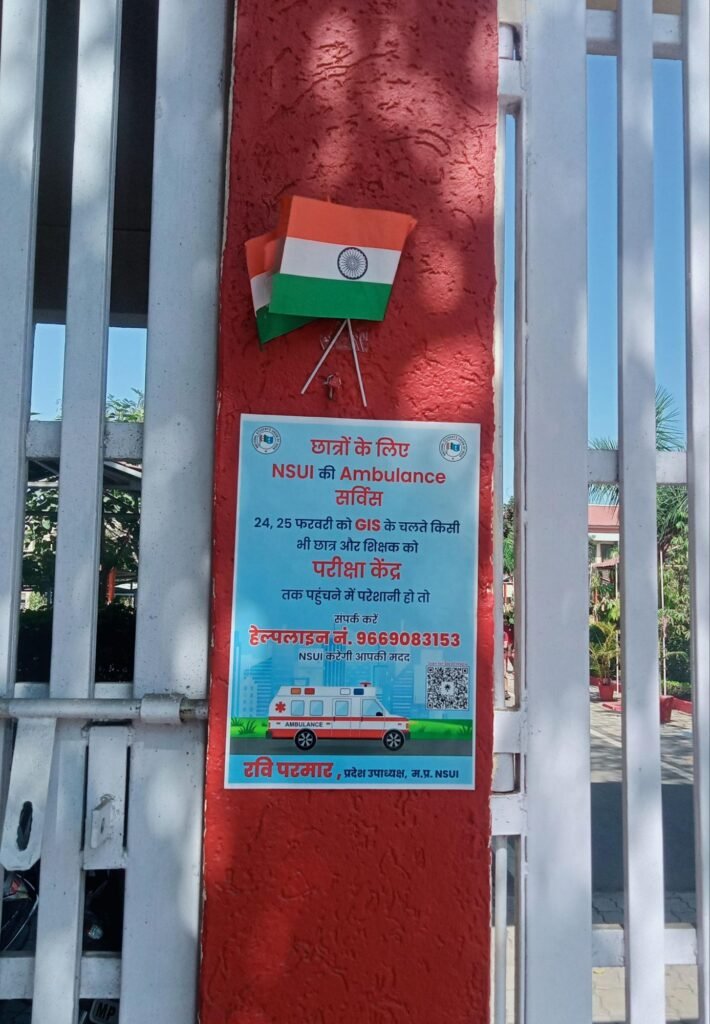 छात्रों के लिए
NSUI की Ambulance
सर्विस
24, 25 फरवरी को GIS के चलते किसी
भी छात्र और शिक्षक को
परीक्षा केंद्र
तक पहुंचने में परेशानी हो तो
संपर्क करें
हेल्पलाइन नं. 9669083153
NSUI करेगी आपकी मदद
AMBULANCE
रवि परमार, प्रदेश उपाध्यक्ष, म.प्र. NSUI
MP